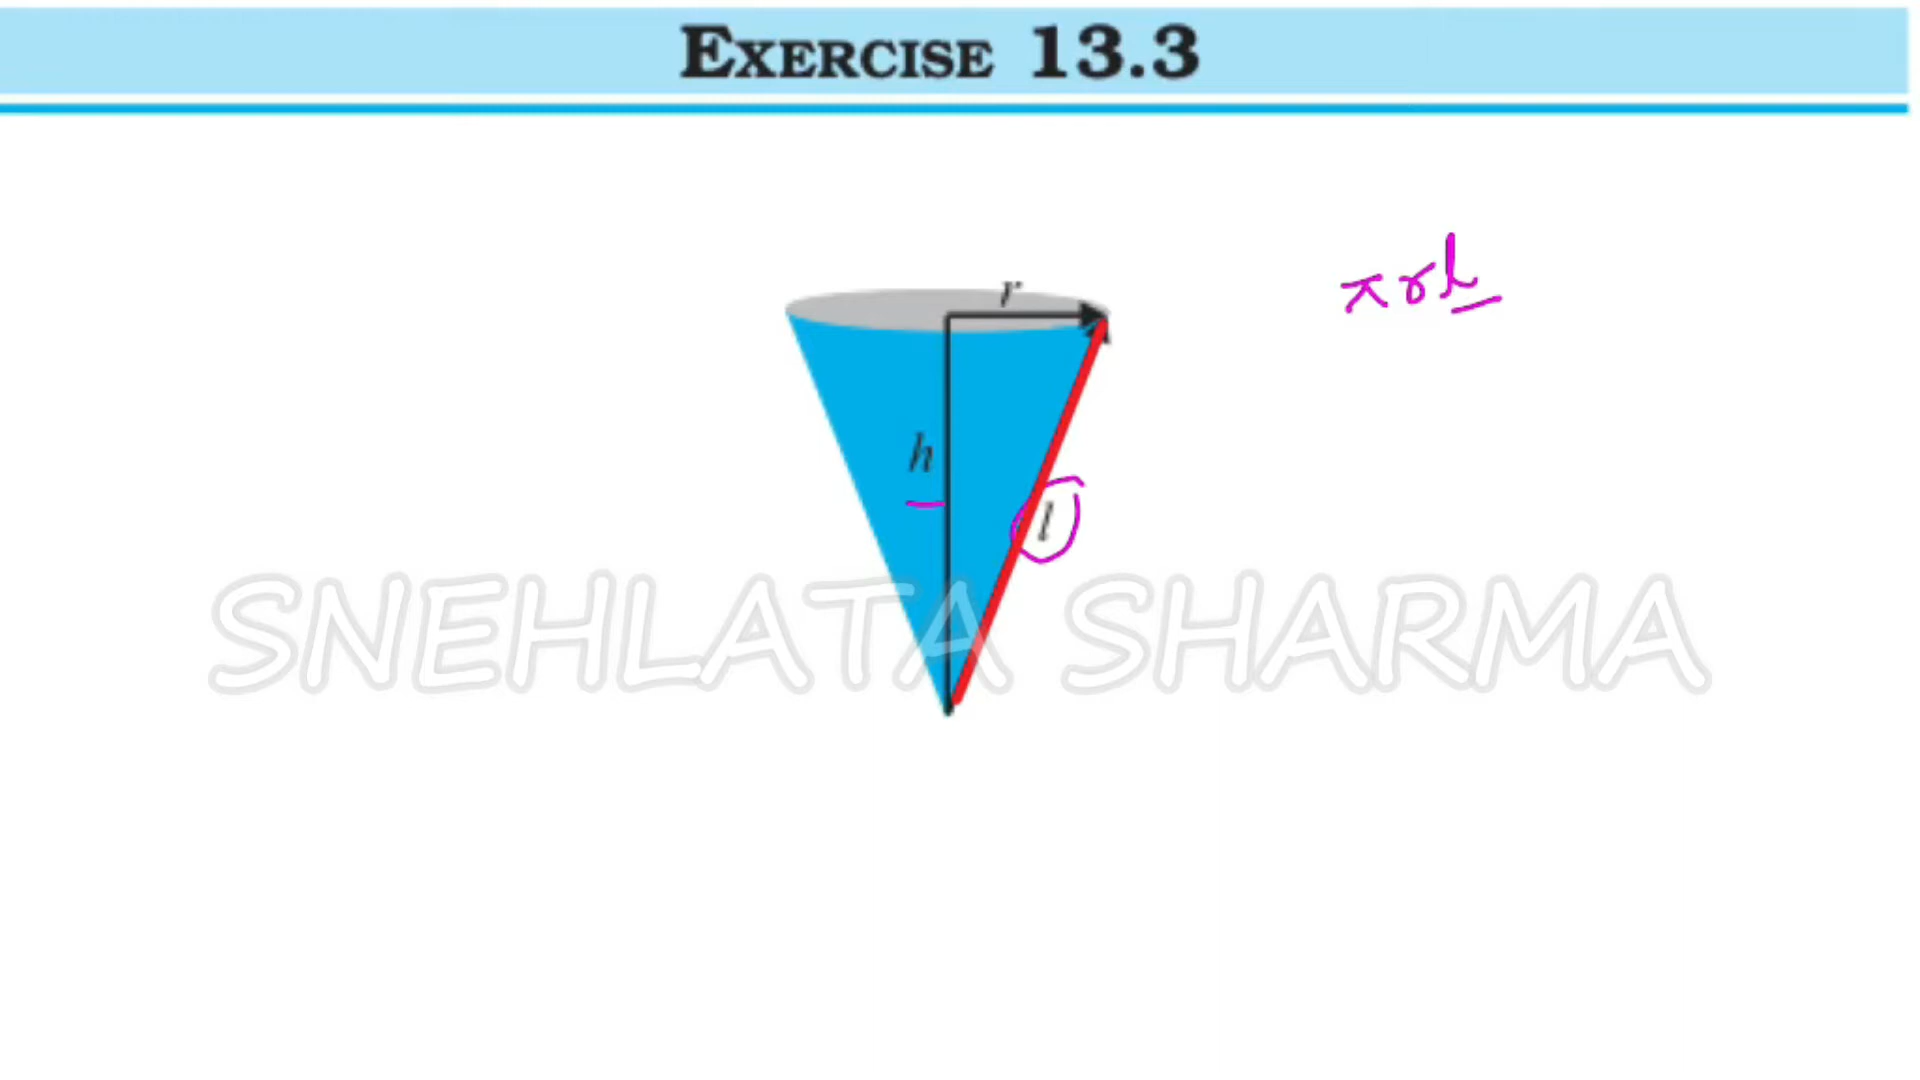 EXERCISE 13.3
r
πrl
h
l
SNEHLATA SHARMA